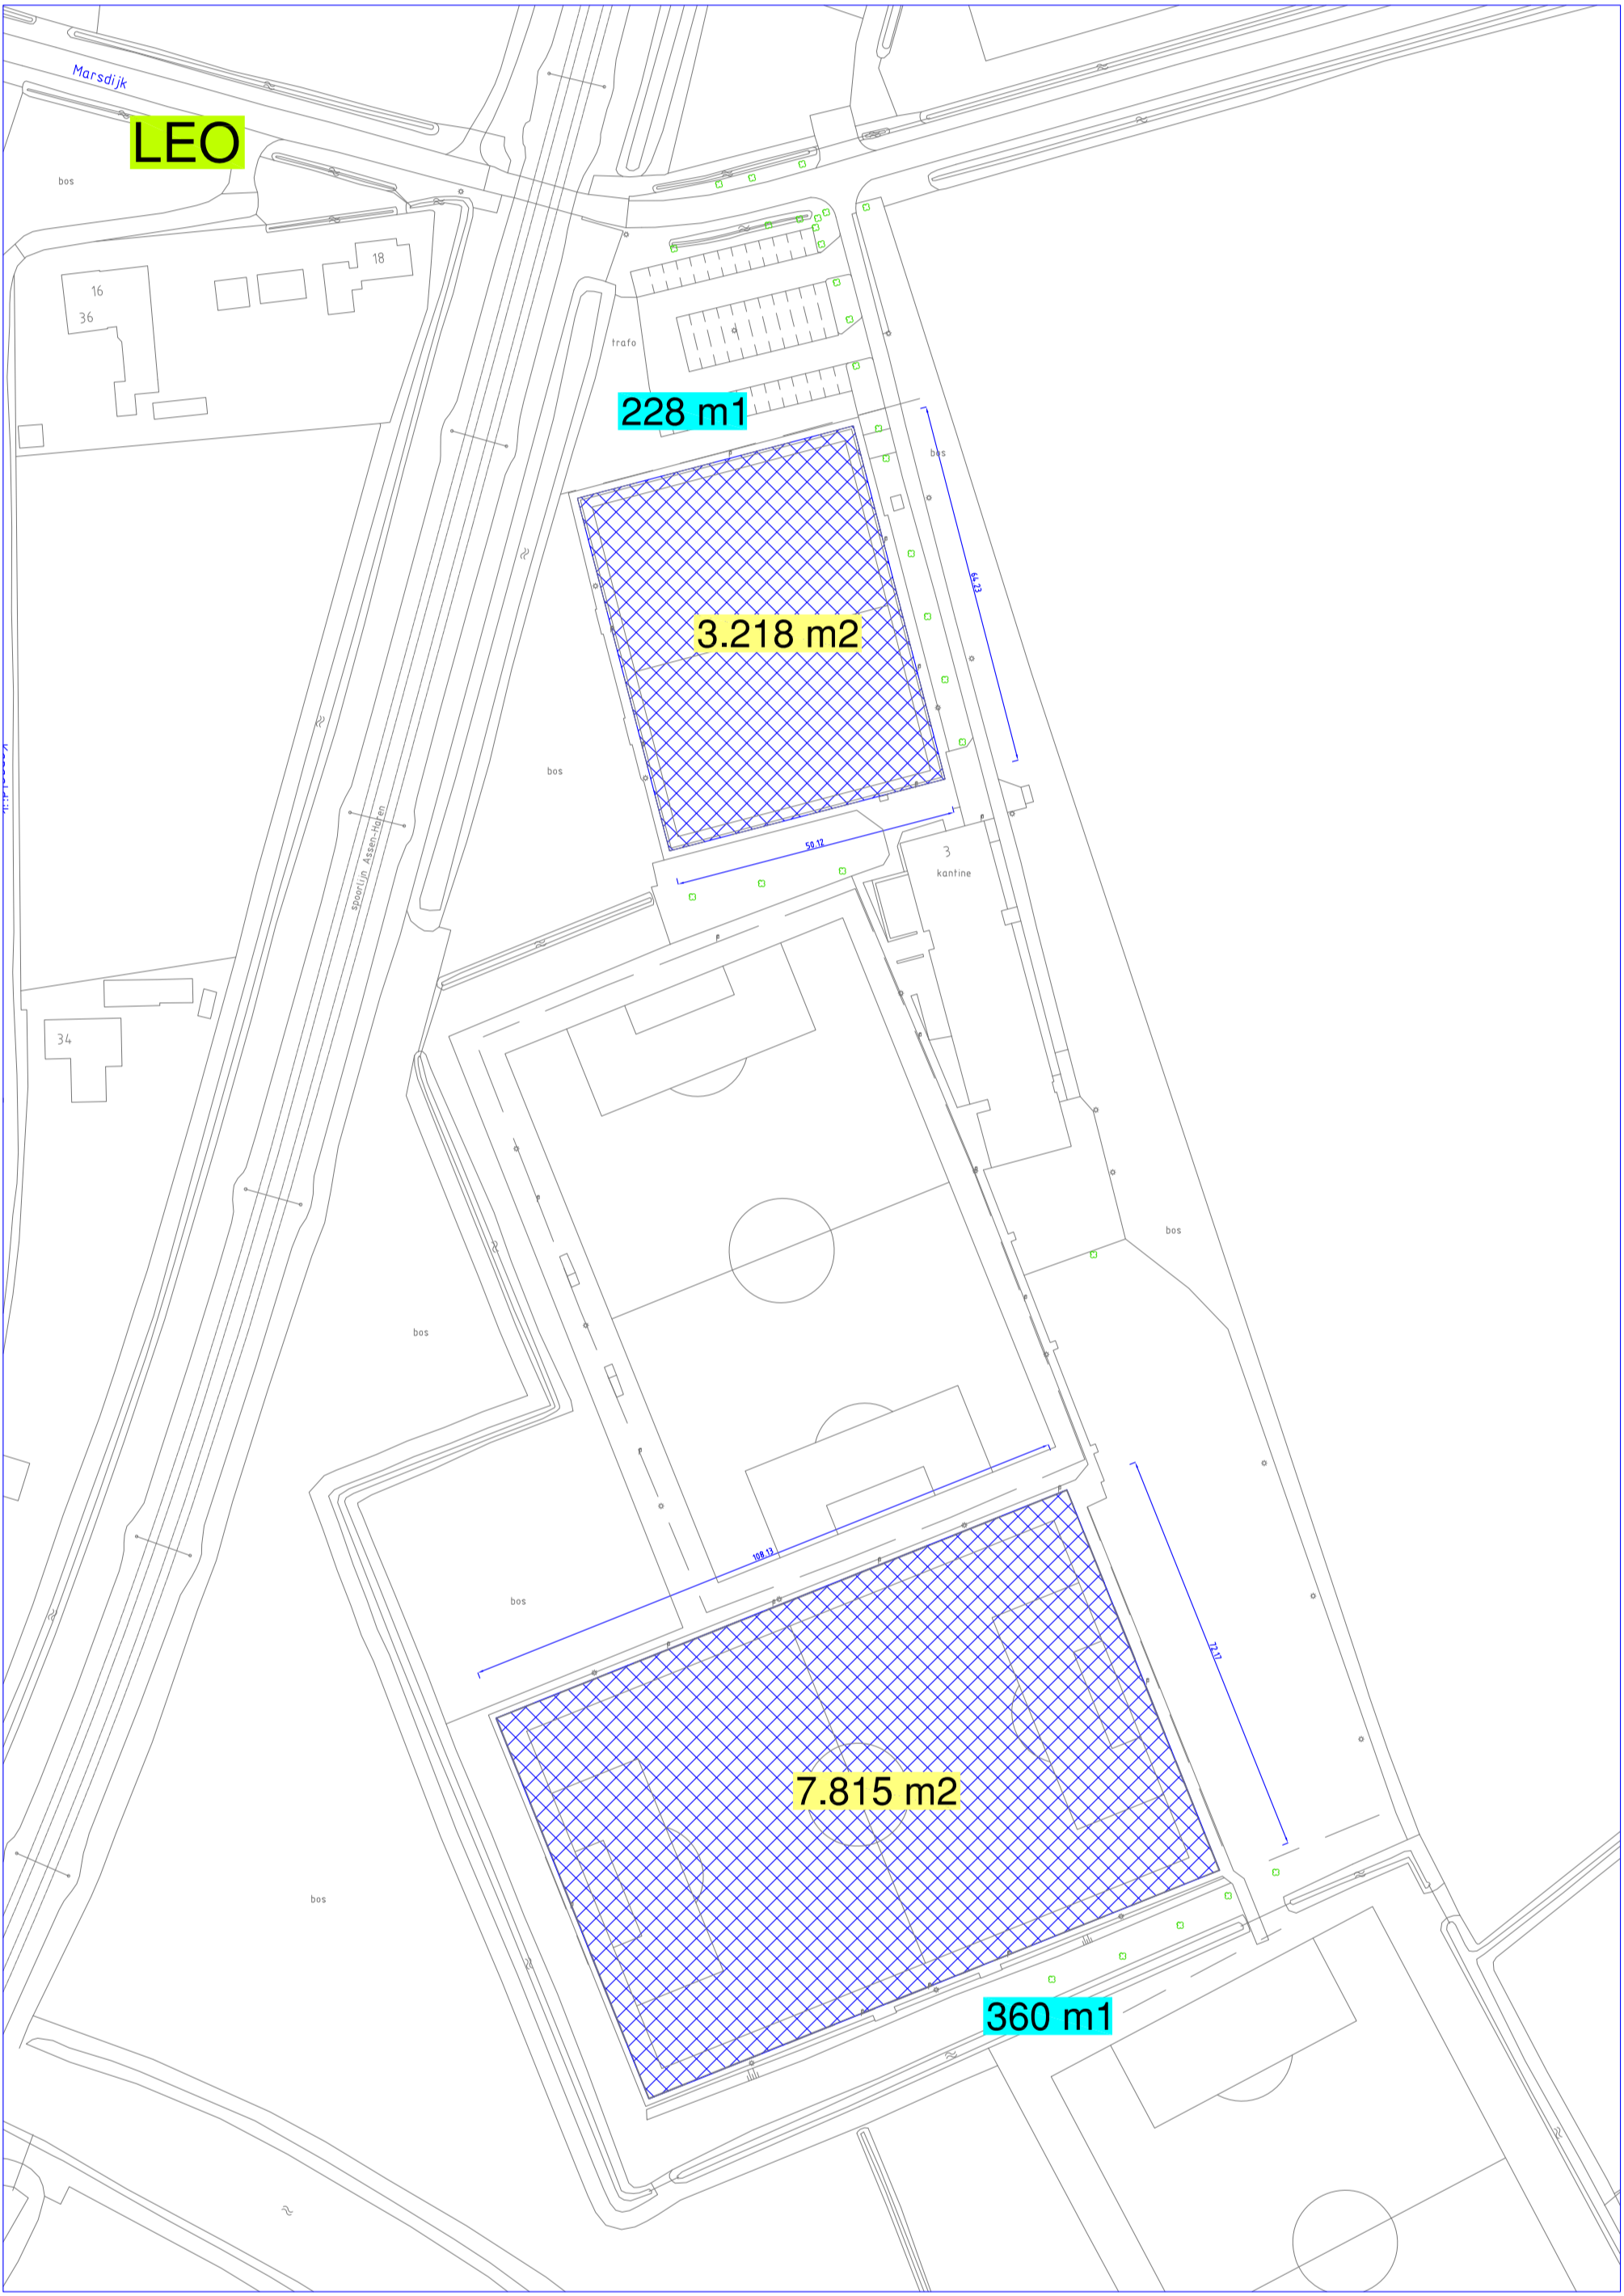 Marsdijk
LEO
bos
18
16
36
trafo
228 m1
bos
64.23
3.218 m2
bos
spoorlijn Assen-Haren
50.12
3
kantine
34
bos
bos
108.13
bos
72.17
7.815 m2
bos
360 m1